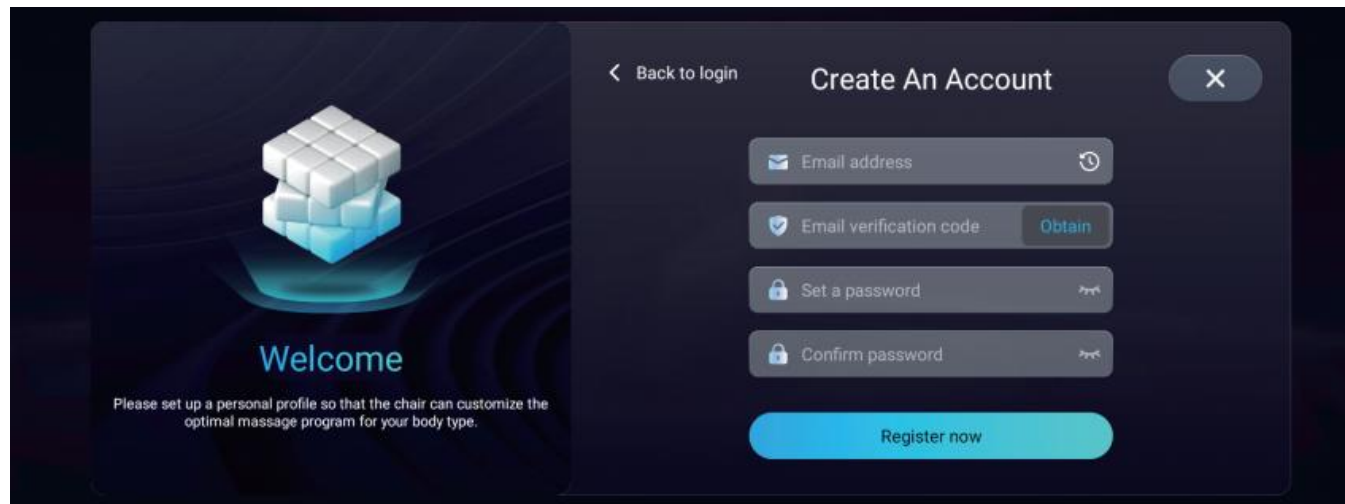 Back to login
Create An Account
Email address
Email verification code
Obtain
Set a password
Confirm password
Register now
Welcome
Please set up a personal profile so that the chair can customize the
optimal massage program for your body type.